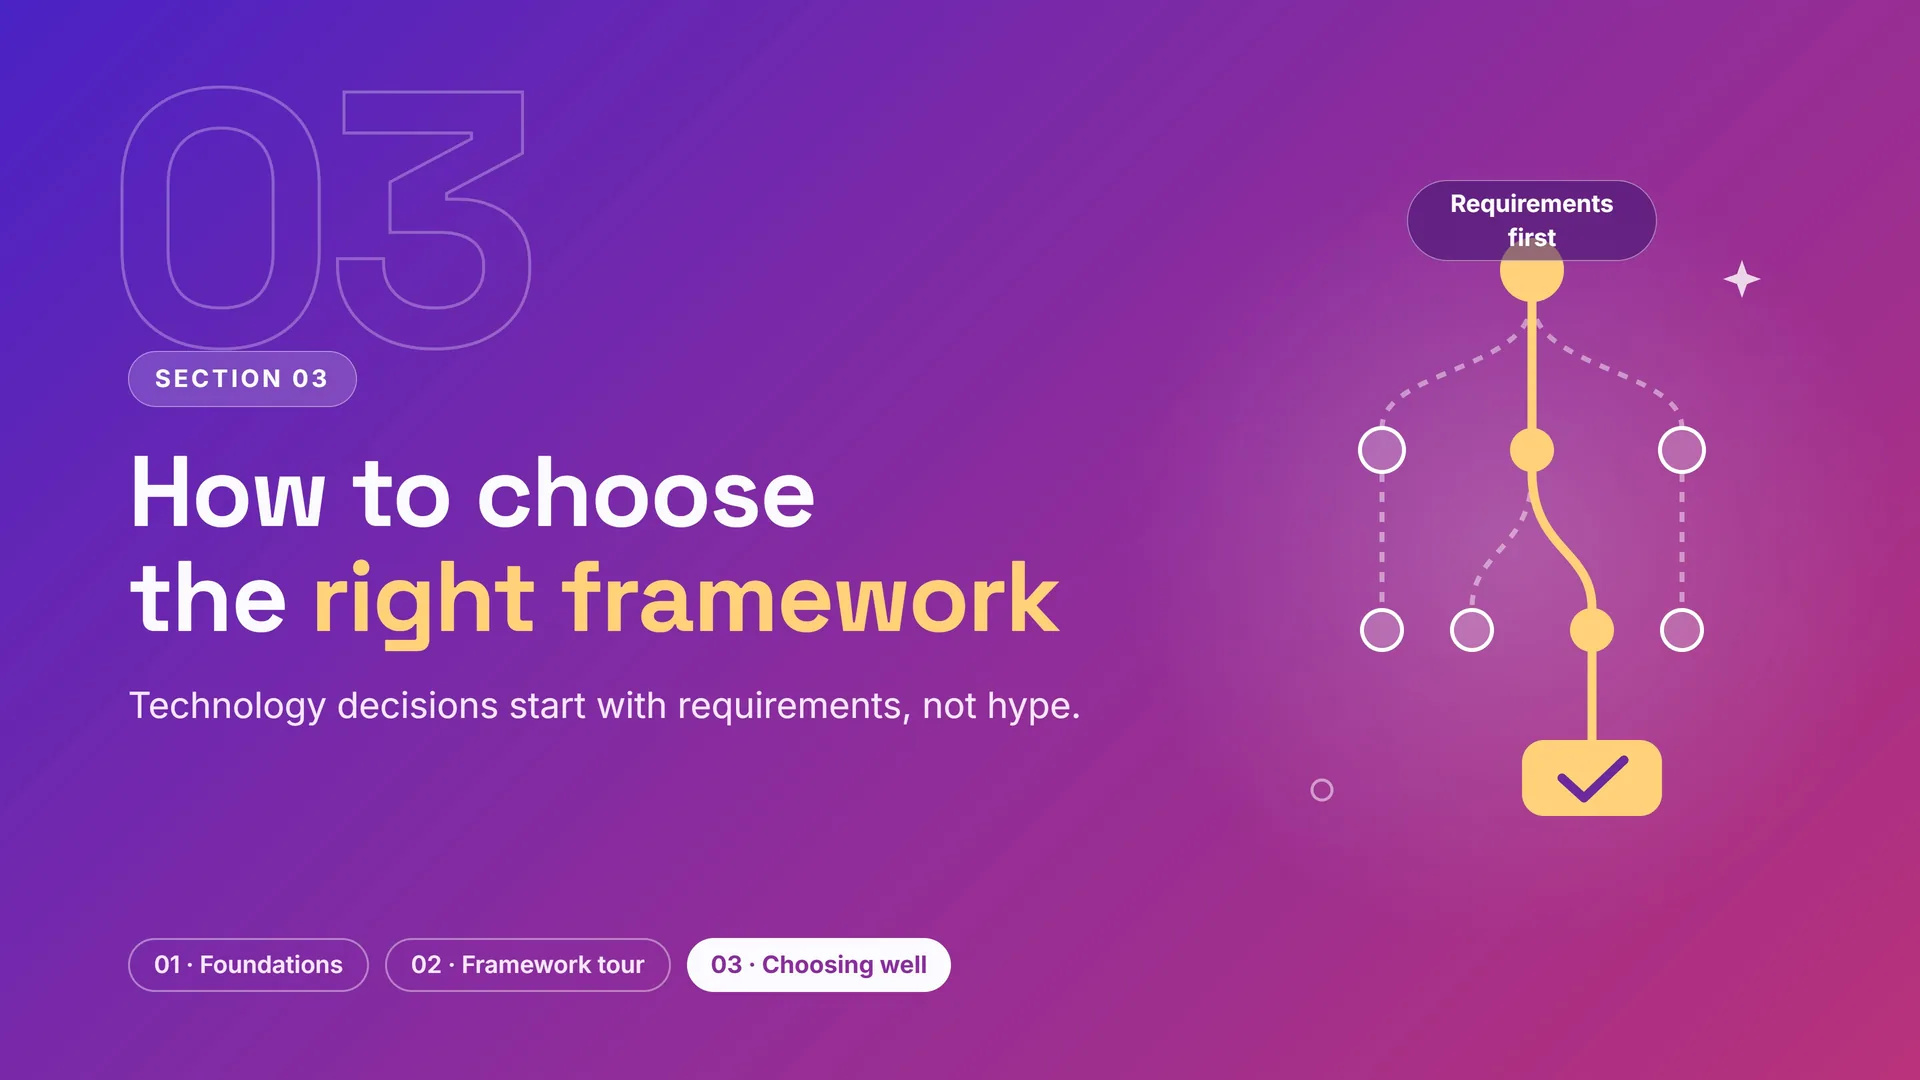 03
SECTION 03
How to choose
the right framework
Technology decisions start with requirements, not hype.
Requirements
first
01 · Foundations
02 · Framework tour
03 · Choosing well